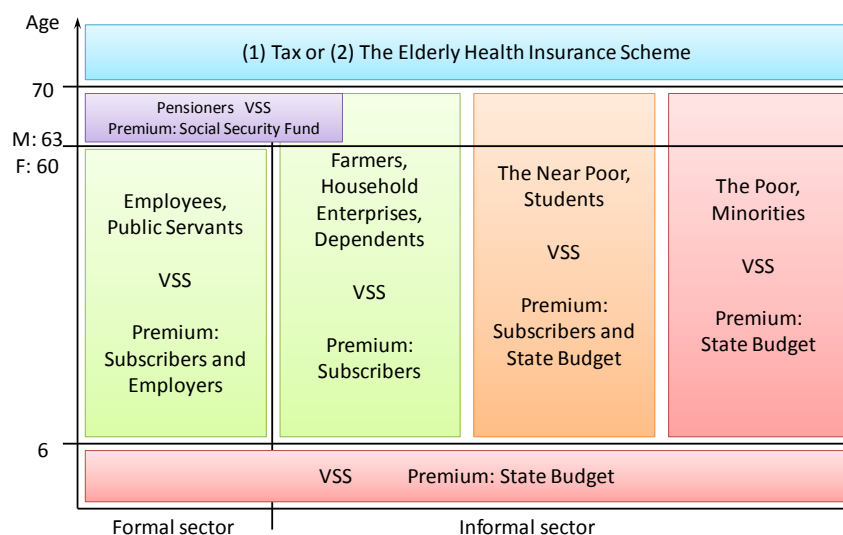 Age
(1) Tax or (2) The Elderly Health Insurance Scheme
70
Pensioners VSS
Premium: Social Security Fund
M: 63
F: 60
Employees,
Public Servants
VSS
Premium:
Subscribers and
Employers
Farmers,
Household
Enterprises,
Dependents
VSS
Premium:
Subscribers
The Near Poor,
Students
VSS
Premium:
Subscribers and
State Budget
The Poor,
Minorities
VSS
Premium:
State Budget
6
VSS Premium: State Budget
Formal sector
Informal sector